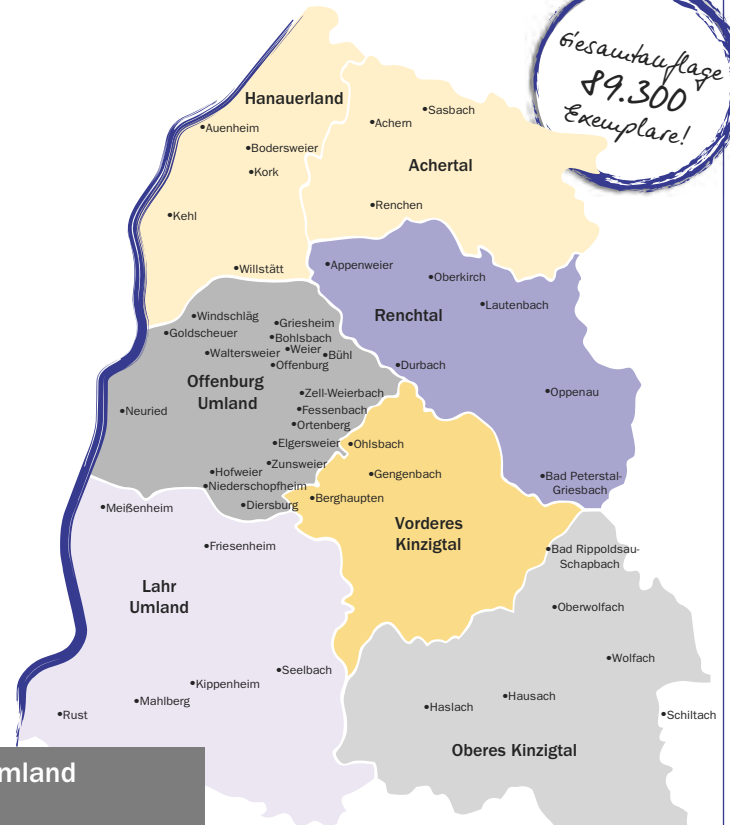 Gesamtauflage
89.300
Exemplare!
Hanauerland
•Sasbach
•Achern
•Auenheim
•Bodersweier
Achertal
•Kork
•Renchen
•Kehl
•Willstätt
•Appenweier
•Oberkirch
•Lautenbach
Renchtal
•Windschläg
•Griesheim
•Goldscheuer
•Bohlsbach
•Waltersweier
•Weier
•Bühl
•Offenburg
•Durbach
Offenburg
Umland
•Oppenau
•Zell-Weierbach
•Neuried
•Fessenbach
•Ortenberg
•Elgersweier
•Ohlsbach
•Zunsweier
•Hofweier
•Gengenbach
•Bad Peterstal-
Griesbach
•Niederschopfheim
•Berghaupten
•Diersburg
•Meißenheim
Vorderes
Kinzigtal
•Friesenheim
•Bad Rippoldsau-
Schapbach
Lahr
Umland
•Oberwolfach
•Wolfach
•Seelbach
•Kippenheim
•Mahlberg
•Hausach
•Haslach
•Rust
•Schiltach
Oberes Kinzigtal
mland